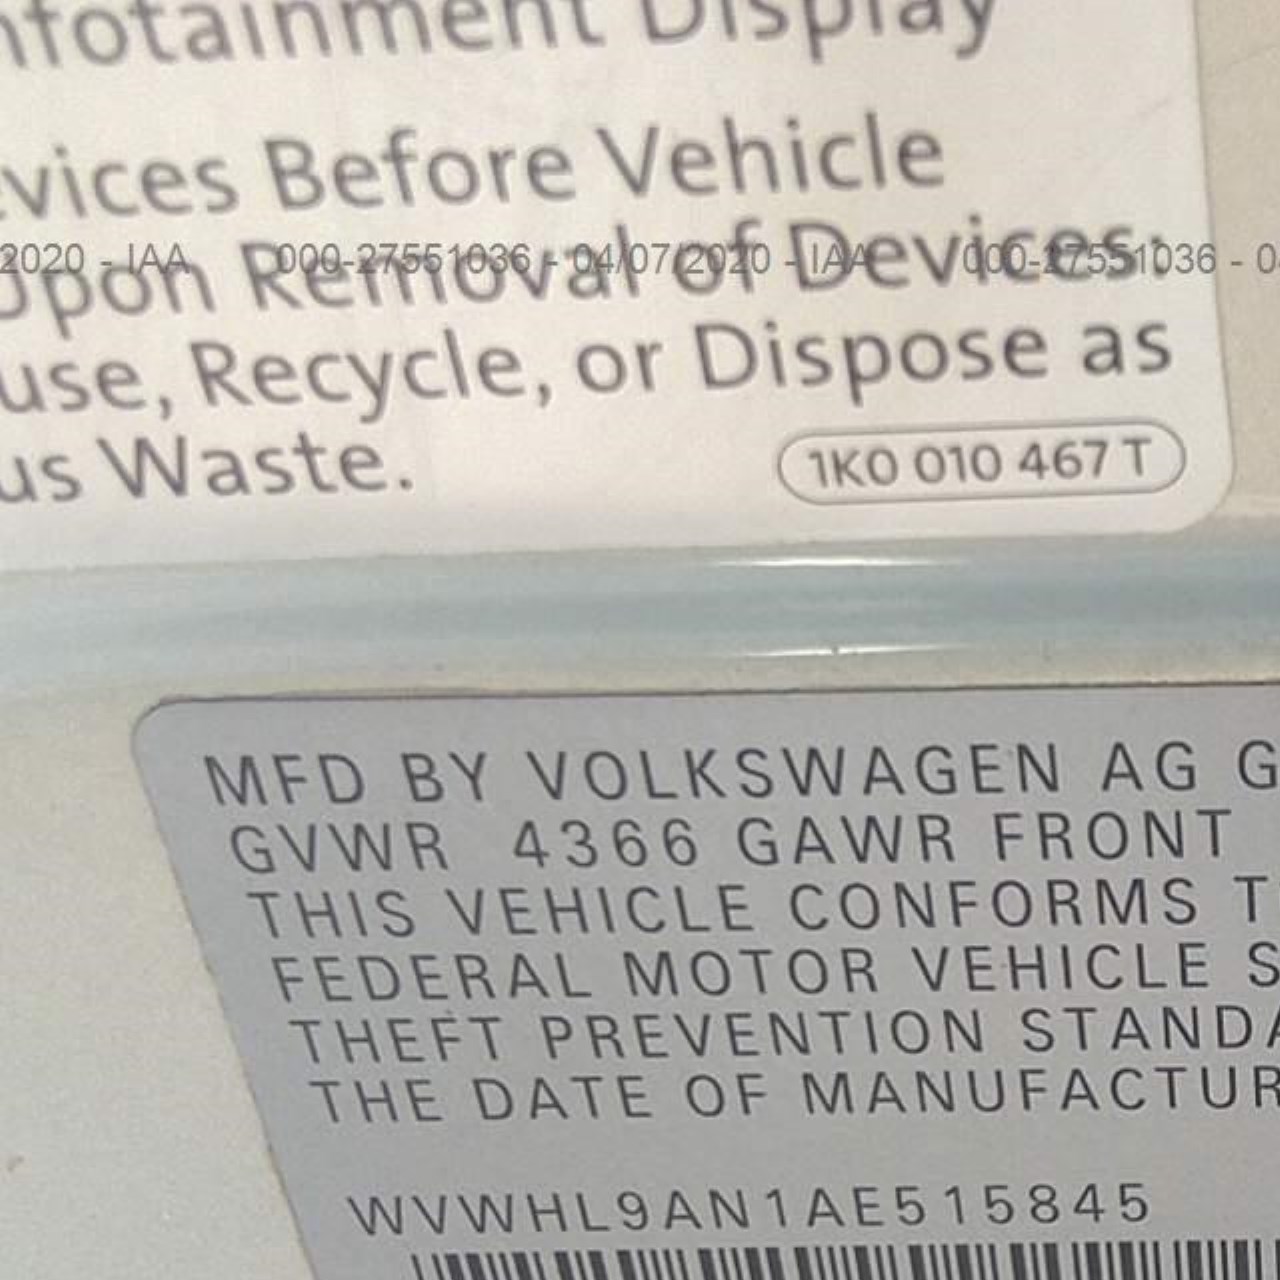 nfotainment Display
vices Before Vehicle
2020 - IAA 000-27551036 - 04/07/2020 - IAA 000-27551036 - 0
Upon Removal of Devices:
use, Recycle, or Dispose as
us Waste.
1K0 010 467 T
MFD BY VOLKSWAGEN AG G
GVWR 4366 GAWR FRONT
THIS VEHICLE CONFORMS T
FEDERAL MOTOR VEHICLE S
THEFT PREVENTION STANDA
THE DATE OF MANUFACTUR
WVWHL9AN1AE515845